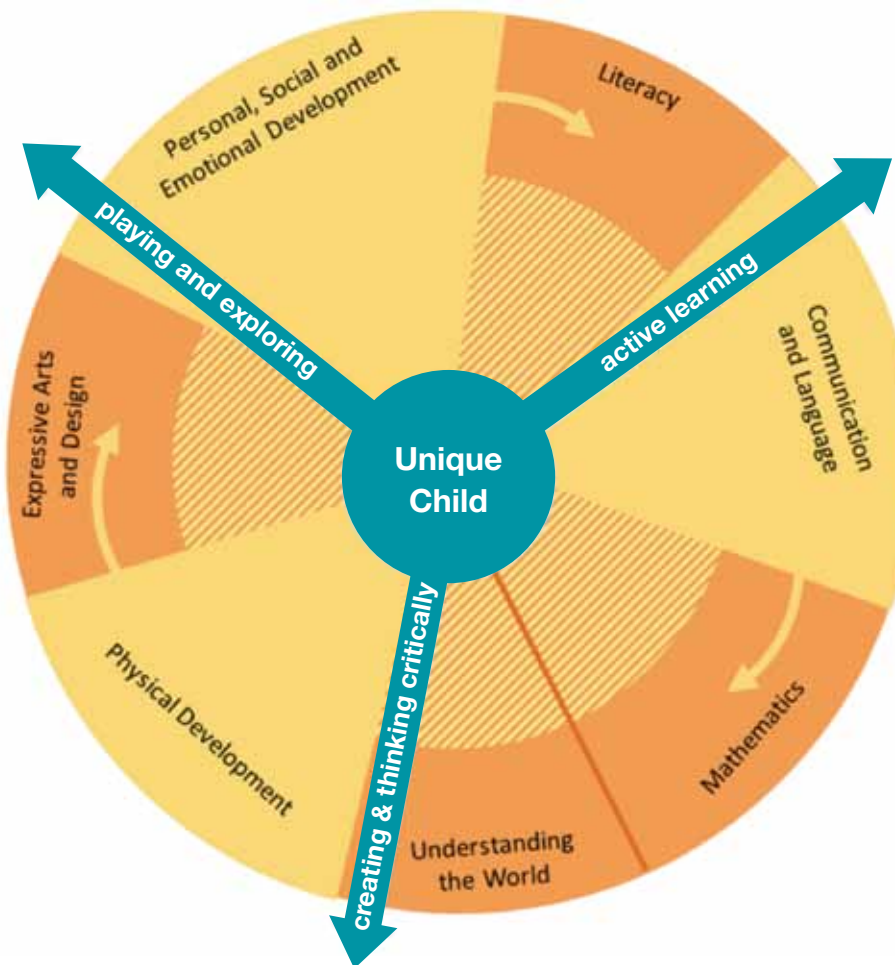 Personal, Social and
Emotional Development
Literacy
playing and exploring
active learning
Communication
and Language
Expressive Arts
and Design
Unique
Child
Physical Development
creating & thinking critically
Mathematics
Understanding
the World